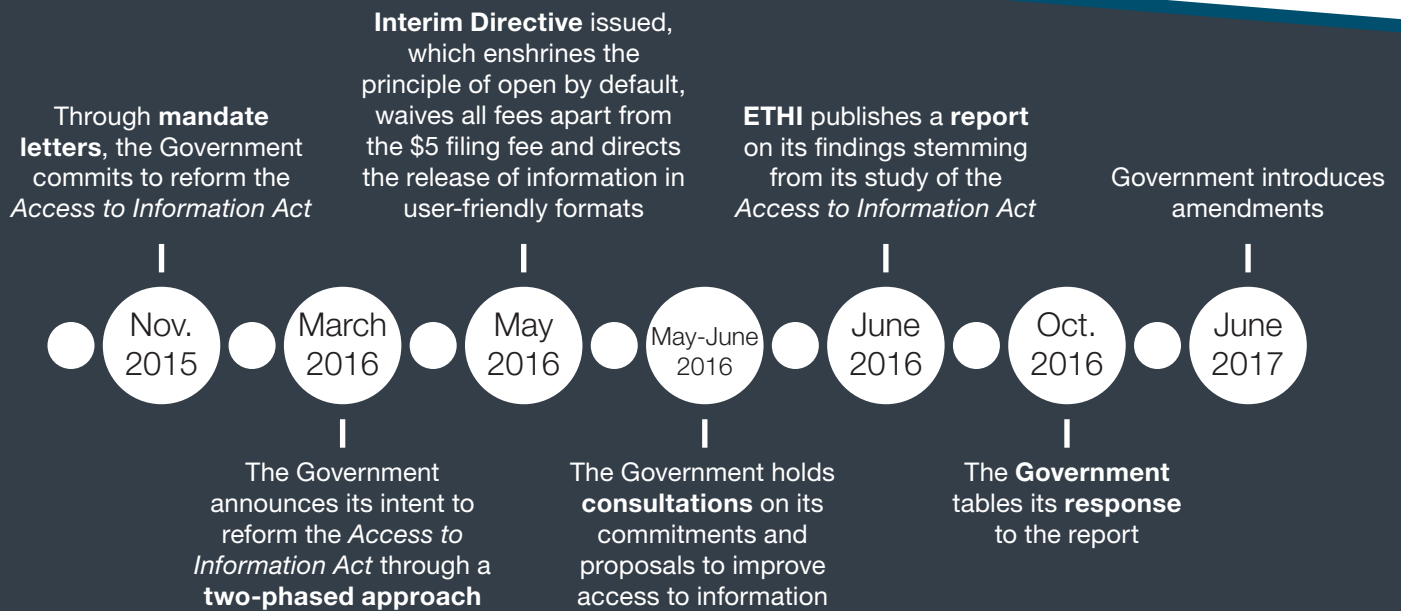 Through mandate
letters, the Government
commits to reform the
Access to Information Act
Nov.
2015
March
2016
The Government
announces its intent to
reform the Access to
Information Act through a
two-phased approach
Interim Directive issued,
which enshrines the
principle of open by default,
waives all fees apart from
the $5 filing fee and directs
the release of information in
user-friendly formats
May
2016
May-June
2016
The Government holds
consultations on its
commitments and
proposals to improve
access to information
ETHI publishes a report
on its findings stemming
from its study of the
Access to Information Act
June
2016
Oct.
2016
The Government
tables its response
to the report
Government introduces
amendments
June
2017